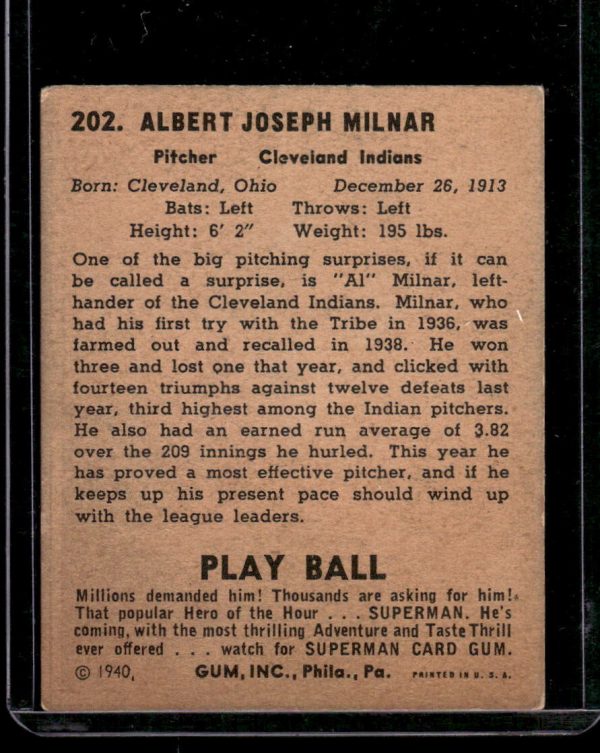 202. ALBERT JOSEPH MILNAR
Pitcher Cleveland Indians
Born: Cleveland, Ohio December 26, 1913
Bats: Left Throws: Left
Height: 6' 2" Weight: 195 lbs.
One of the big pitching surprises, if it can
be called a surprise, is "Al" Milnar, left-
hander of the Cleveland Indians. Milnar, who
had his first try with the Tribe in 1936, was
farmed out and recalled in 1938. He won
three and lost one that year, and clicked with
fourteen triumphs against twelve defeats last
year, third highest among the Indian pitchers.
He also had an earned run average of 3.82
over the 209 innings he hurled. This year he
has proved a most effective pitcher, and if he
keeps up his present pace should wind up
with the league leaders.
PLAY BALL
Millions demanded him! Thousands are asking for him!
That popular Hero of the Hour . . . SUPERMAN. He's
coming, with the most thrilling Adventure and Taste Thrill
ever offered . . . watch for SUPERMAN CARD GUM.
© 1940, GUM, INC., Phila., Pa. PRINTED IN U. S. A.